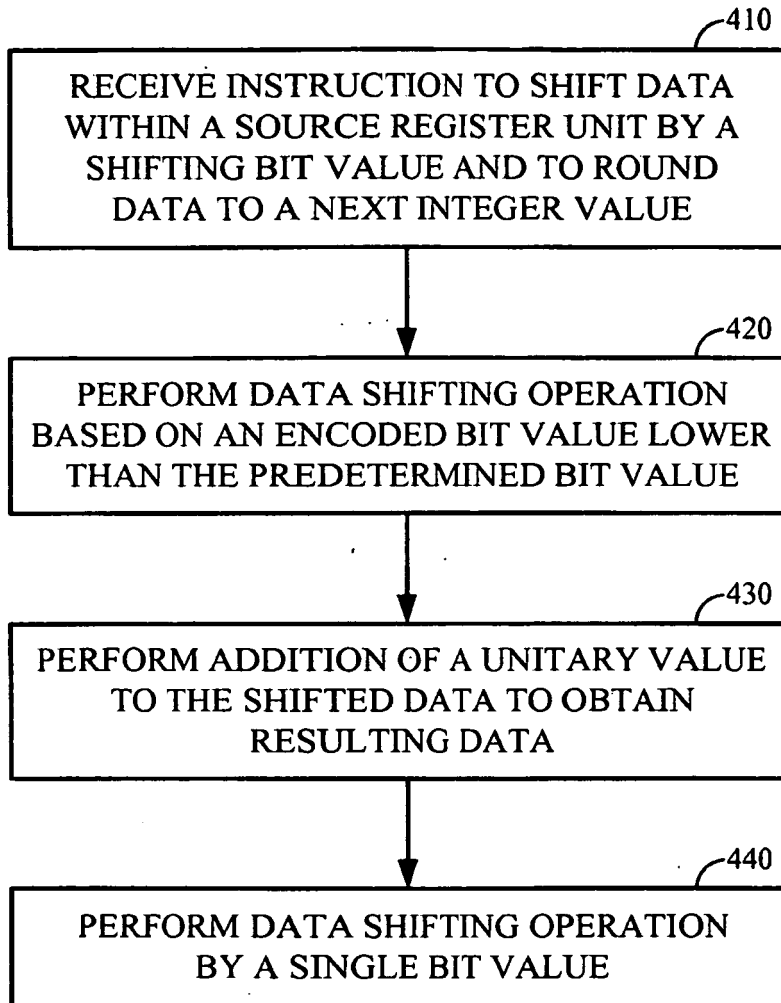 410
RECEIVE INSTRUCTION TO SHIFT DATA
WITHIN A SOURCE REGISTER UNIT BY A
SHIFTING BIT VALUE AND TO ROUND
DATA TO A NEXT INTEGER VALUE
420
PERFORM DATA SHIFTING OPERATION
BASED ON AN ENCODED BIT VALUE LOWER
THAN THE PREDETERMINED BIT VALUE
430
PERFORM ADDITION OF A UNITARY VALUE
TO THE SHIFTED DATA TO OBTAIN
RESULTING DATA
440
PERFORM DATA SHIFTING OPERATION
BY A SINGLE BIT VALUE